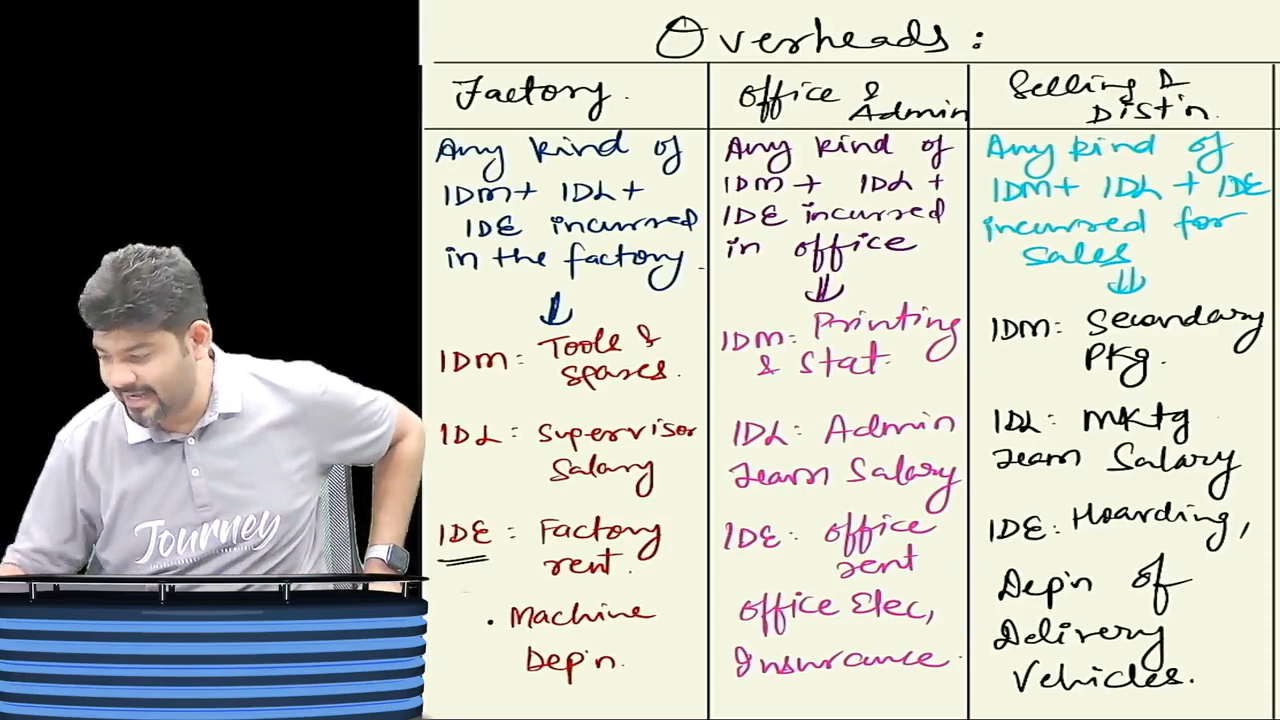 Overheads:
Factory.
Any kind of
IDM + IDL +
IDE incurred
in the factory.
IDM: Tools &
spares.
IDL: Supervisor
Salary
IDE: Factory
rent.
. Machine
Dep'n.
Office &
Admin
Any kind of
IDM + IDL +
IDE incurred
in office
IDM: Printing
& Stat.
IDL: Admin
Team Salary
IDE: office
rent
office Elec,
Insurance.
Selling &
Dist'n.
Any kind of
IDM + IDL + IDE
incurred for
Sales
IDM: Secondary
Pkg.
IDL: Mktg
Team Salary
IDE: Hoarding,
Dep'n of
Delivery
Vehicles.
Journey